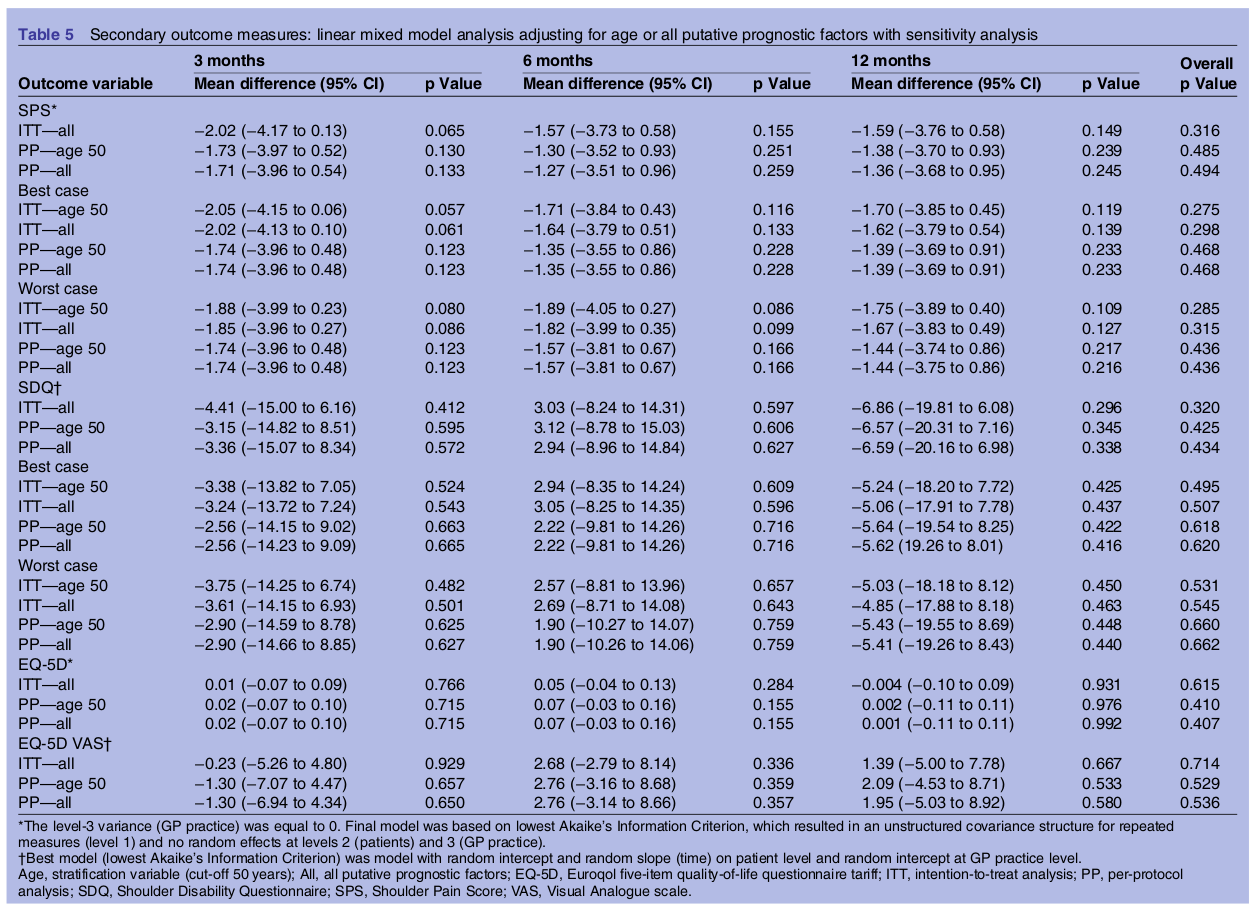 Table 5 Secondary outcome measures: linear mixed model analysis adjusting for age or all putative prognostic factors with sensitivity analysis
3 months 6 months 12 months Overall
Outcome variable Mean difference (95% CI) p Value Mean difference (95% CI) p Value Mean difference (95% CI) p Value p Value
SPS*
ITT—all −2.02 (−4.17 to 0.13) 0.065 −1.57 (−3.73 to 0.58) 0.155 −1.59 (−3.76 to 0.58) 0.149 0.316
PP—age 50 −1.73 (−3.97 to 0.52) 0.130 −1.30 (−3.52 to 0.93) 0.251 −1.38 (−3.70 to 0.93) 0.239 0.485
PP—all −1.71 (−3.96 to 0.54) 0.133 −1.27 (−3.51 to 0.96) 0.259 −1.36 (−3.68 to 0.95) 0.245 0.494
Best case
ITT—age 50 −2.05 (−4.15 to 0.06) 0.057 −1.71 (−3.84 to 0.43) 0.116 −1.70 (−3.85 to 0.45) 0.119 0.275
ITT—all −2.02 (−4.13 to 0.10) 0.061 −1.64 (−3.79 to 0.51) 0.133 −1.62 (−3.79 to 0.54) 0.139 0.298
PP—age 50 −1.74 (−3.96 to 0.48) 0.123 −1.35 (−3.55 to 0.86) 0.228 −1.39 (−3.69 to 0.91) 0.233 0.468
PP—all −1.74 (−3.96 to 0.48) 0.123 −1.35 (−3.55 to 0.86) 0.228 −1.39 (−3.69 to 0.91) 0.233 0.468
Worst case
ITT—age 50 −1.88 (−3.99 to 0.23) 0.080 −1.89 (−4.05 to 0.27) 0.086 −1.75 (−3.89 to 0.40) 0.109 0.285
ITT—all −1.85 (−3.96 to 0.27) 0.086 −1.82 (−3.99 to 0.35) 0.099 −1.67 (−3.83 to 0.49) 0.127 0.315
PP—age 50 −1.74 (−3.96 to 0.48) 0.123 −1.57 (−3.81 to 0.67) 0.166 −1.44 (−3.74 to 0.86) 0.217 0.436
PP—all −1.74 (−3.96 to 0.48) 0.123 −1.57 (−3.81 to 0.67) 0.166 −1.44 (−3.75 to 0.86) 0.216 0.436
SDQ†
ITT—all −4.41 (−15.00 to 6.16) 0.412 3.03 (−8.24 to 14.31) 0.597 −6.86 (−19.81 to 6.08) 0.296 0.320
PP—age 50 −3.15 (−14.82 to 8.51) 0.595 3.12 (−8.78 to 15.03) 0.606 −6.57 (−20.31 to 7.16) 0.345 0.425
PP—all −3.36 (−15.07 to 8.34) 0.572 2.94 (−8.96 to 14.84) 0.627 −6.59 (−20.16 to 6.98) 0.338 0.434
Best case
ITT—age 50 −3.38 (−13.82 to 7.05) 0.524 2.94 (−8.35 to 14.24) 0.609 −5.24 (−18.20 to 7.72) 0.425 0.495
ITT—all −3.24 (−13.72 to 7.24) 0.543 3.05 (−8.25 to 14.35) 0.596 −5.06 (−17.91 to 7.78) 0.437 0.507
PP—age 50 −2.56 (−14.15 to 9.02) 0.663 2.22 (−9.81 to 14.26) 0.716 −5.64 (−19.54 to 8.25) 0.422 0.618
PP—all −2.56 (−14.23 to 9.09) 0.665 2.22 (−9.81 to 14.26) 0.716 −5.62 (19.26 to 8.01) 0.416 0.620
Worst case
ITT—age 50 −3.75 (−14.25 to 6.74) 0.482 2.57 (−8.81 to 13.96) 0.657 −5.03 (−18.18 to 8.12) 0.450 0.531
ITT—all −3.61 (−14.15 to 6.93) 0.501 2.69 (−8.71 to 14.08) 0.643 −4.85 (−17.88 to 8.18) 0.463 0.545
PP—age 50 −2.90 (−14.59 to 8.78) 0.625 1.90 (−10.27 to 14.07) 0.759 −5.43 (−19.55 to 8.69) 0.448 0.660
PP—all −2.90 (−14.66 to 8.85) 0.627 1.90 (−10.26 to 14.06) 0.759 −5.41 (−19.26 to 8.43) 0.440 0.662
EQ-5D*
ITT—all 0.01 (−0.07 to 0.09) 0.766 0.05 (−0.04 to 0.13) 0.284 −0.004 (−0.10 to 0.09) 0.931 0.615
PP—age 50 0.02 (−0.07 to 0.10) 0.715 0.07 (−0.03 to 0.16) 0.155 0.002 (−0.11 to 0.11) 0.976 0.410
PP—all 0.02 (−0.07 to 0.10) 0.715 0.07 (−0.03 to 0.16) 0.155 0.001 (−0.11 to 0.11) 0.992 0.407
EQ-5D VAS†
ITT—all −0.23 (−5.26 to 4.80) 0.929 2.68 (−2.79 to 8.14) 0.336 1.39 (−5.00 to 7.78) 0.667 0.714
PP—age 50 −1.30 (−7.07 to 4.47) 0.657 2.76 (−3.16 to 8.68) 0.359 2.09 (−4.53 to 8.71) 0.533 0.529
PP—all −1.30 (−6.94 to 4.34) 0.650 2.76 (−3.14 to 8.66) 0.357 1.95 (−5.03 to 8.92) 0.580 0.536
*The level-3 variance (GP practice) was equal to 0. Final model was based on lowest Akaike's Information Criterion, which resulted in an unstructured covariance structure for repeated
measures (level 1) and no random effects at levels 2 (patients) and 3 (GP practice).
†Best model (lowest Akaike's Information Criterion) was model with random intercept and random slope (time) on patient level and random intercept at GP practice level.
Age, stratification variable (cut-off 50 years); All, all putative prognostic factors; EQ-5D, Euroqol five-item quality-of-life questionnaire tariff; ITT, intention-to-treat analysis; PP, per-protocol
analysis; SDQ, Shoulder Disability Questionnaire; SPS, Shoulder Pain Score; VAS, Visual Analogue scale.